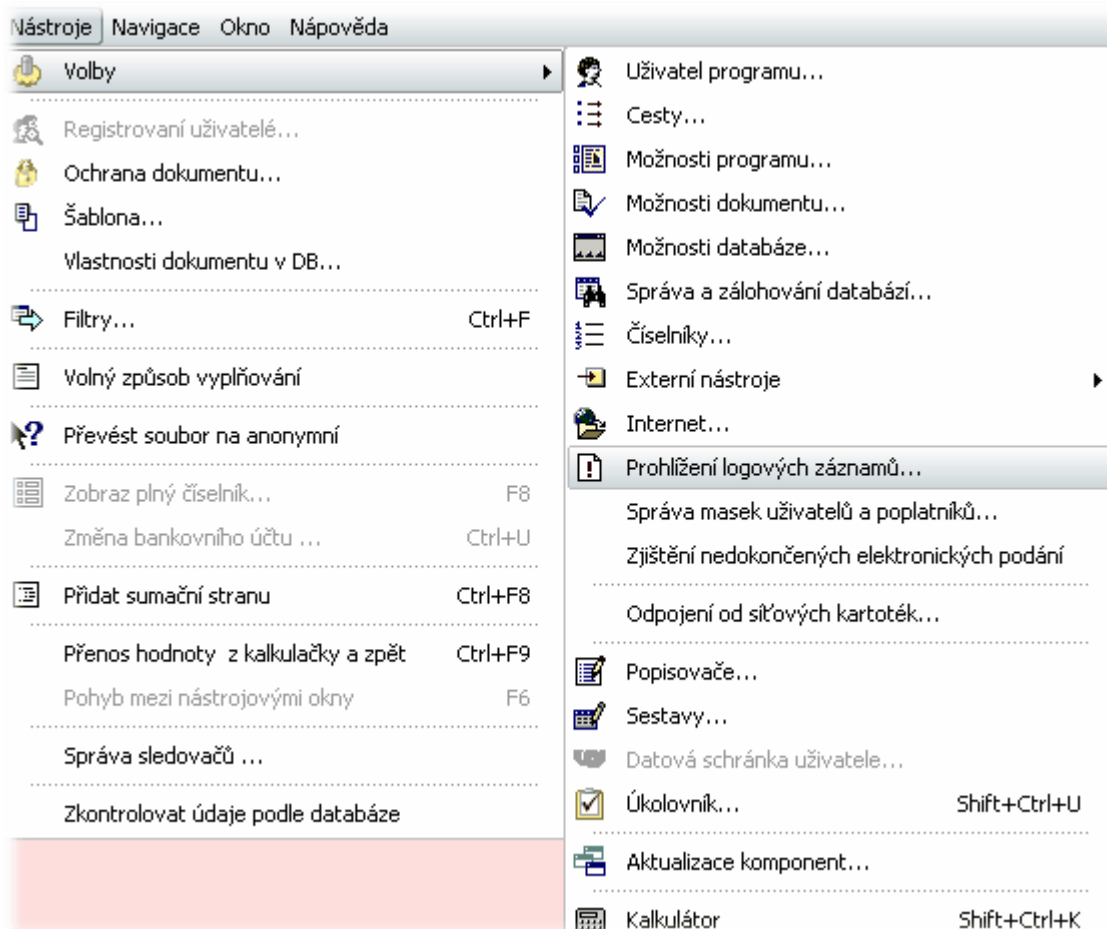 Nástroje Navigace Okno Nápověda
Volby
Registrovaní uživatelé...
Ochrana dokumentu...
Šablona...
Vlastnosti dokumentu v DB...
Filtry... Ctrl+F
Volný způsob vyplňování
Převést soubor na anonymní
Zobraz plný číselník... F8
Změna bankovního účtu ... Ctrl+U
Přidat sumační stranu Ctrl+F8
Přenos hodnoty z kalkulačky a zpět Ctrl+F9
Pohyb mezi nástrojovými okny F6
Správa sledovačů ...
Zkontrolovat údaje podle databáze
Uživatel programu...
Cesty...
Možnosti programu...
Možnosti dokumentu...
Možnosti databáze...
Správa a zálohování databází...
Číselníky...
Externí nástroje
Internet...
Prohlížení logových záznamů...
Správa masek uživatelů a poplatníků...
Zjištění nedokončených elektronických podání
Odpojení od síťových kartoték...
Popisovače...
Sestavy...
Datová schránka uživatele...
Úkolovník... Shift+Ctrl+U
Aktualizace komponent...
Kalkulátor Shift+Ctrl+K